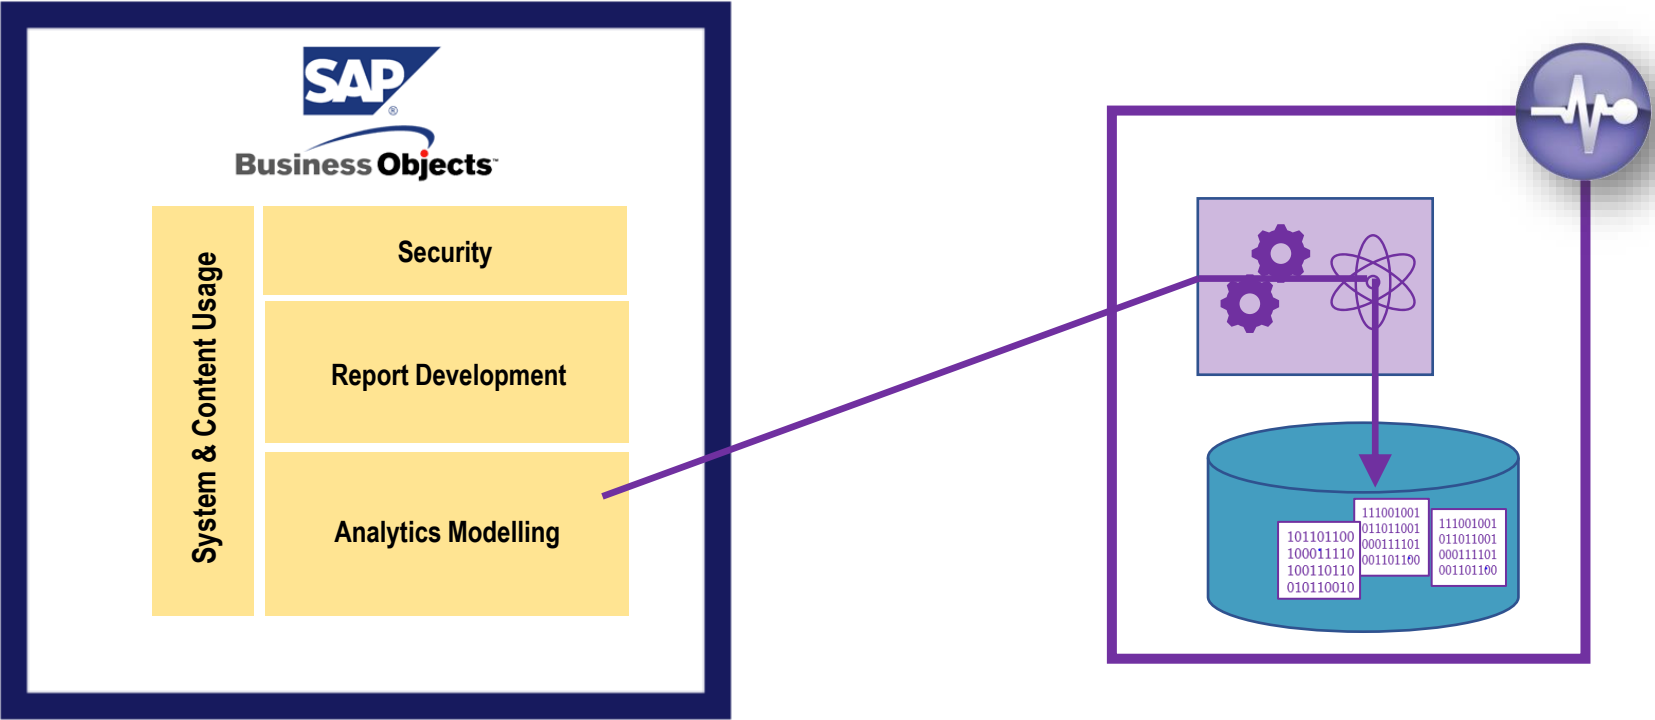 SAP
®
Business Objects™
System & Content Usage
Security
Report Development
Analytics Modelling
101101100
100011110
100110110
010110010
111001001
011011001
000111101
001101100
111001001
011011001
000111101
001101100